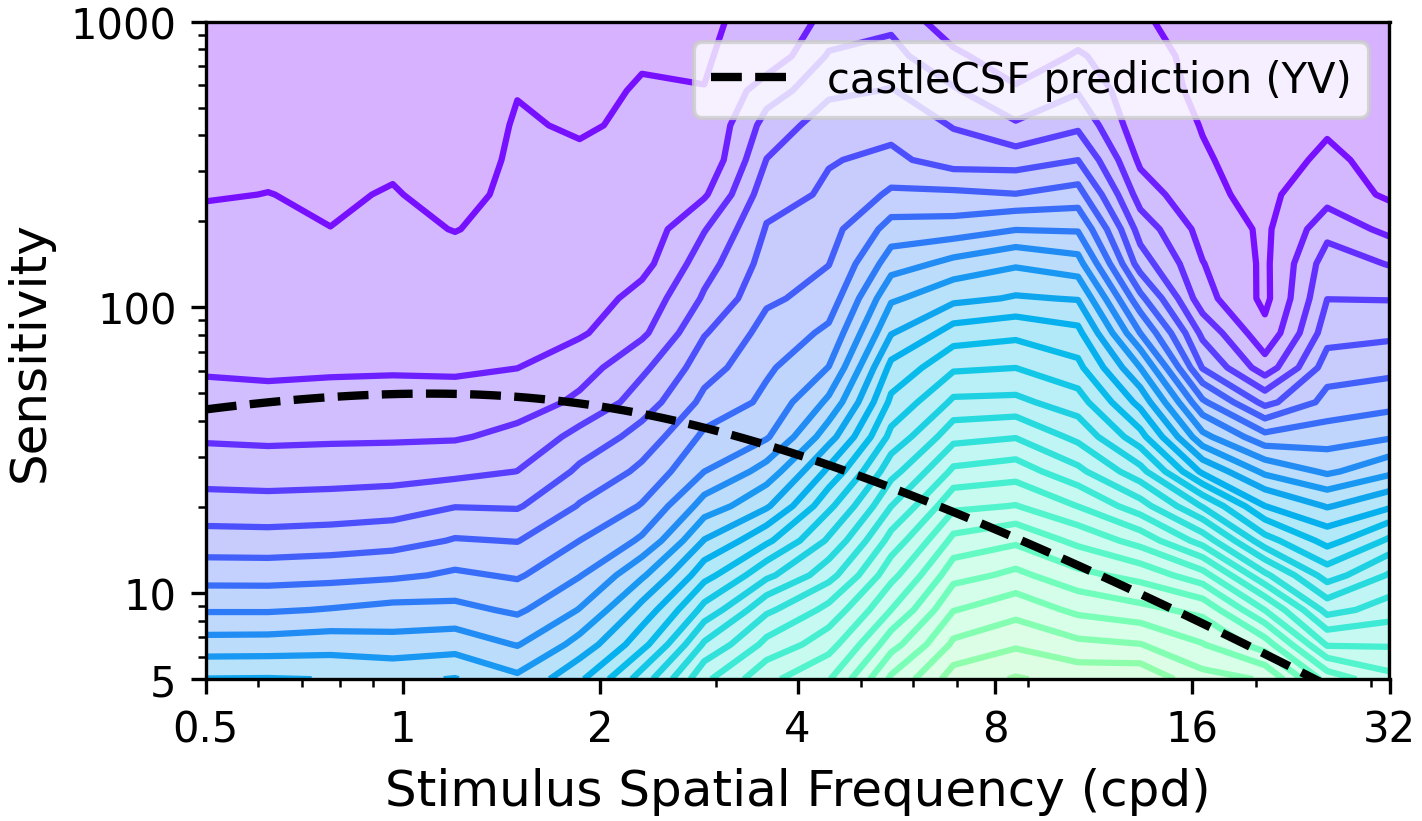 1000
castleCSF prediction (YV)
100
Sensitivity
10
5
0.5 1 2 4 8 16 32
Stimulus Spatial Frequency (cpd)